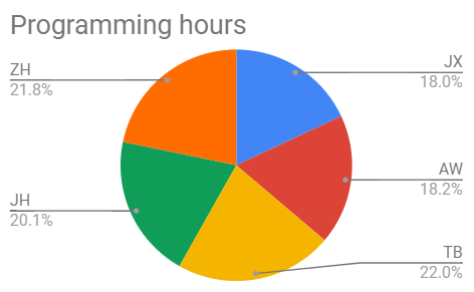 Programming hours
ZH
21.8%
JX
18.0%
AW
18.2%
JH
20.1%
TB
22.0%